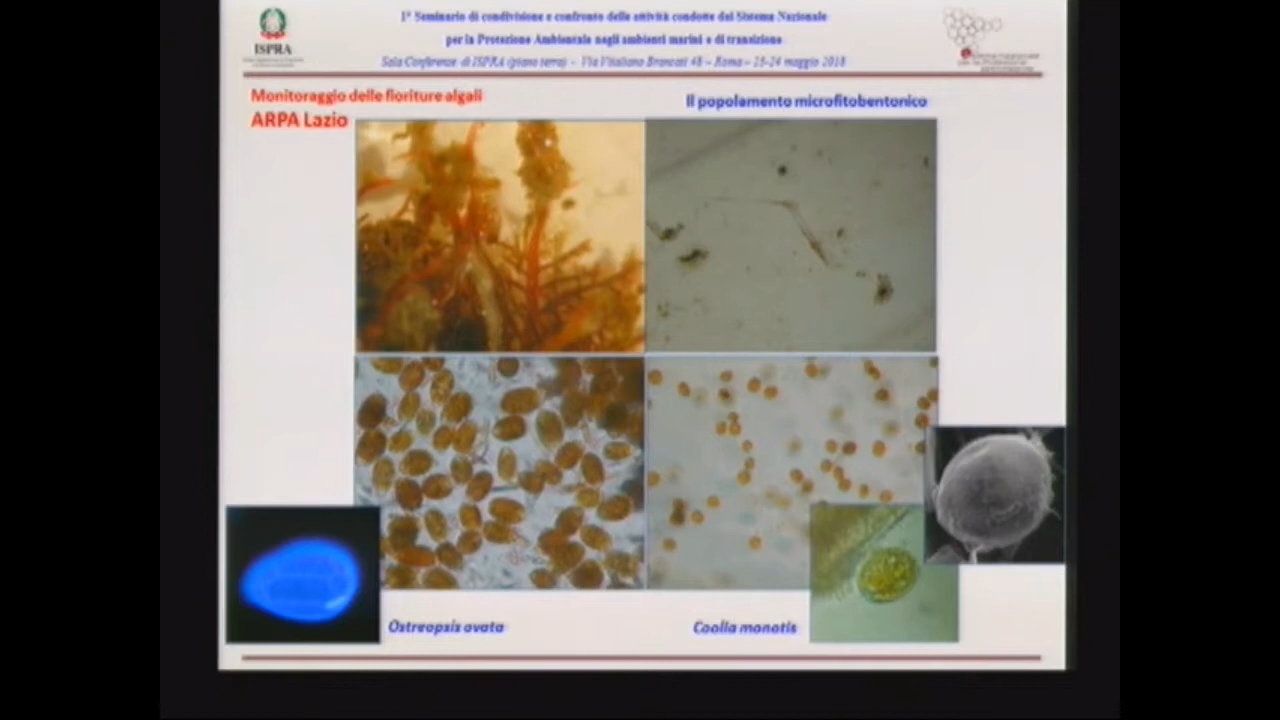 1° Seminario di condivisione e confronto delle attività condotte dal Sistema Nazionale
per la Protezione Ambientale negli ambienti marini e di transizione
Sala Conferenze di ISPRA (piano terra) - Via Vitaliano Brancati 48 – Roma – 23-24 maggio 2018
ISPRA
Monitoraggio delle fioriture algali
ARPA Lazio
Il popolamento microfitobentonico
Ostreopsis ovata
Coolia monotis